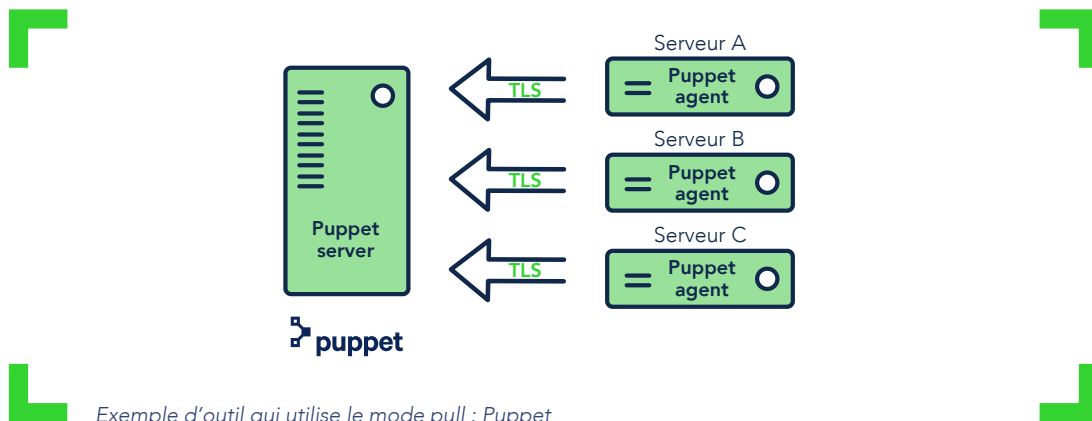 Serveur A
Puppet
agent
TLS
Serveur B
Puppet
agent
TLS
Puppet
server
Serveur C
Puppet
agent
TLS
puppet
Exemple d'outil qui utilise le mode pull : Puppet